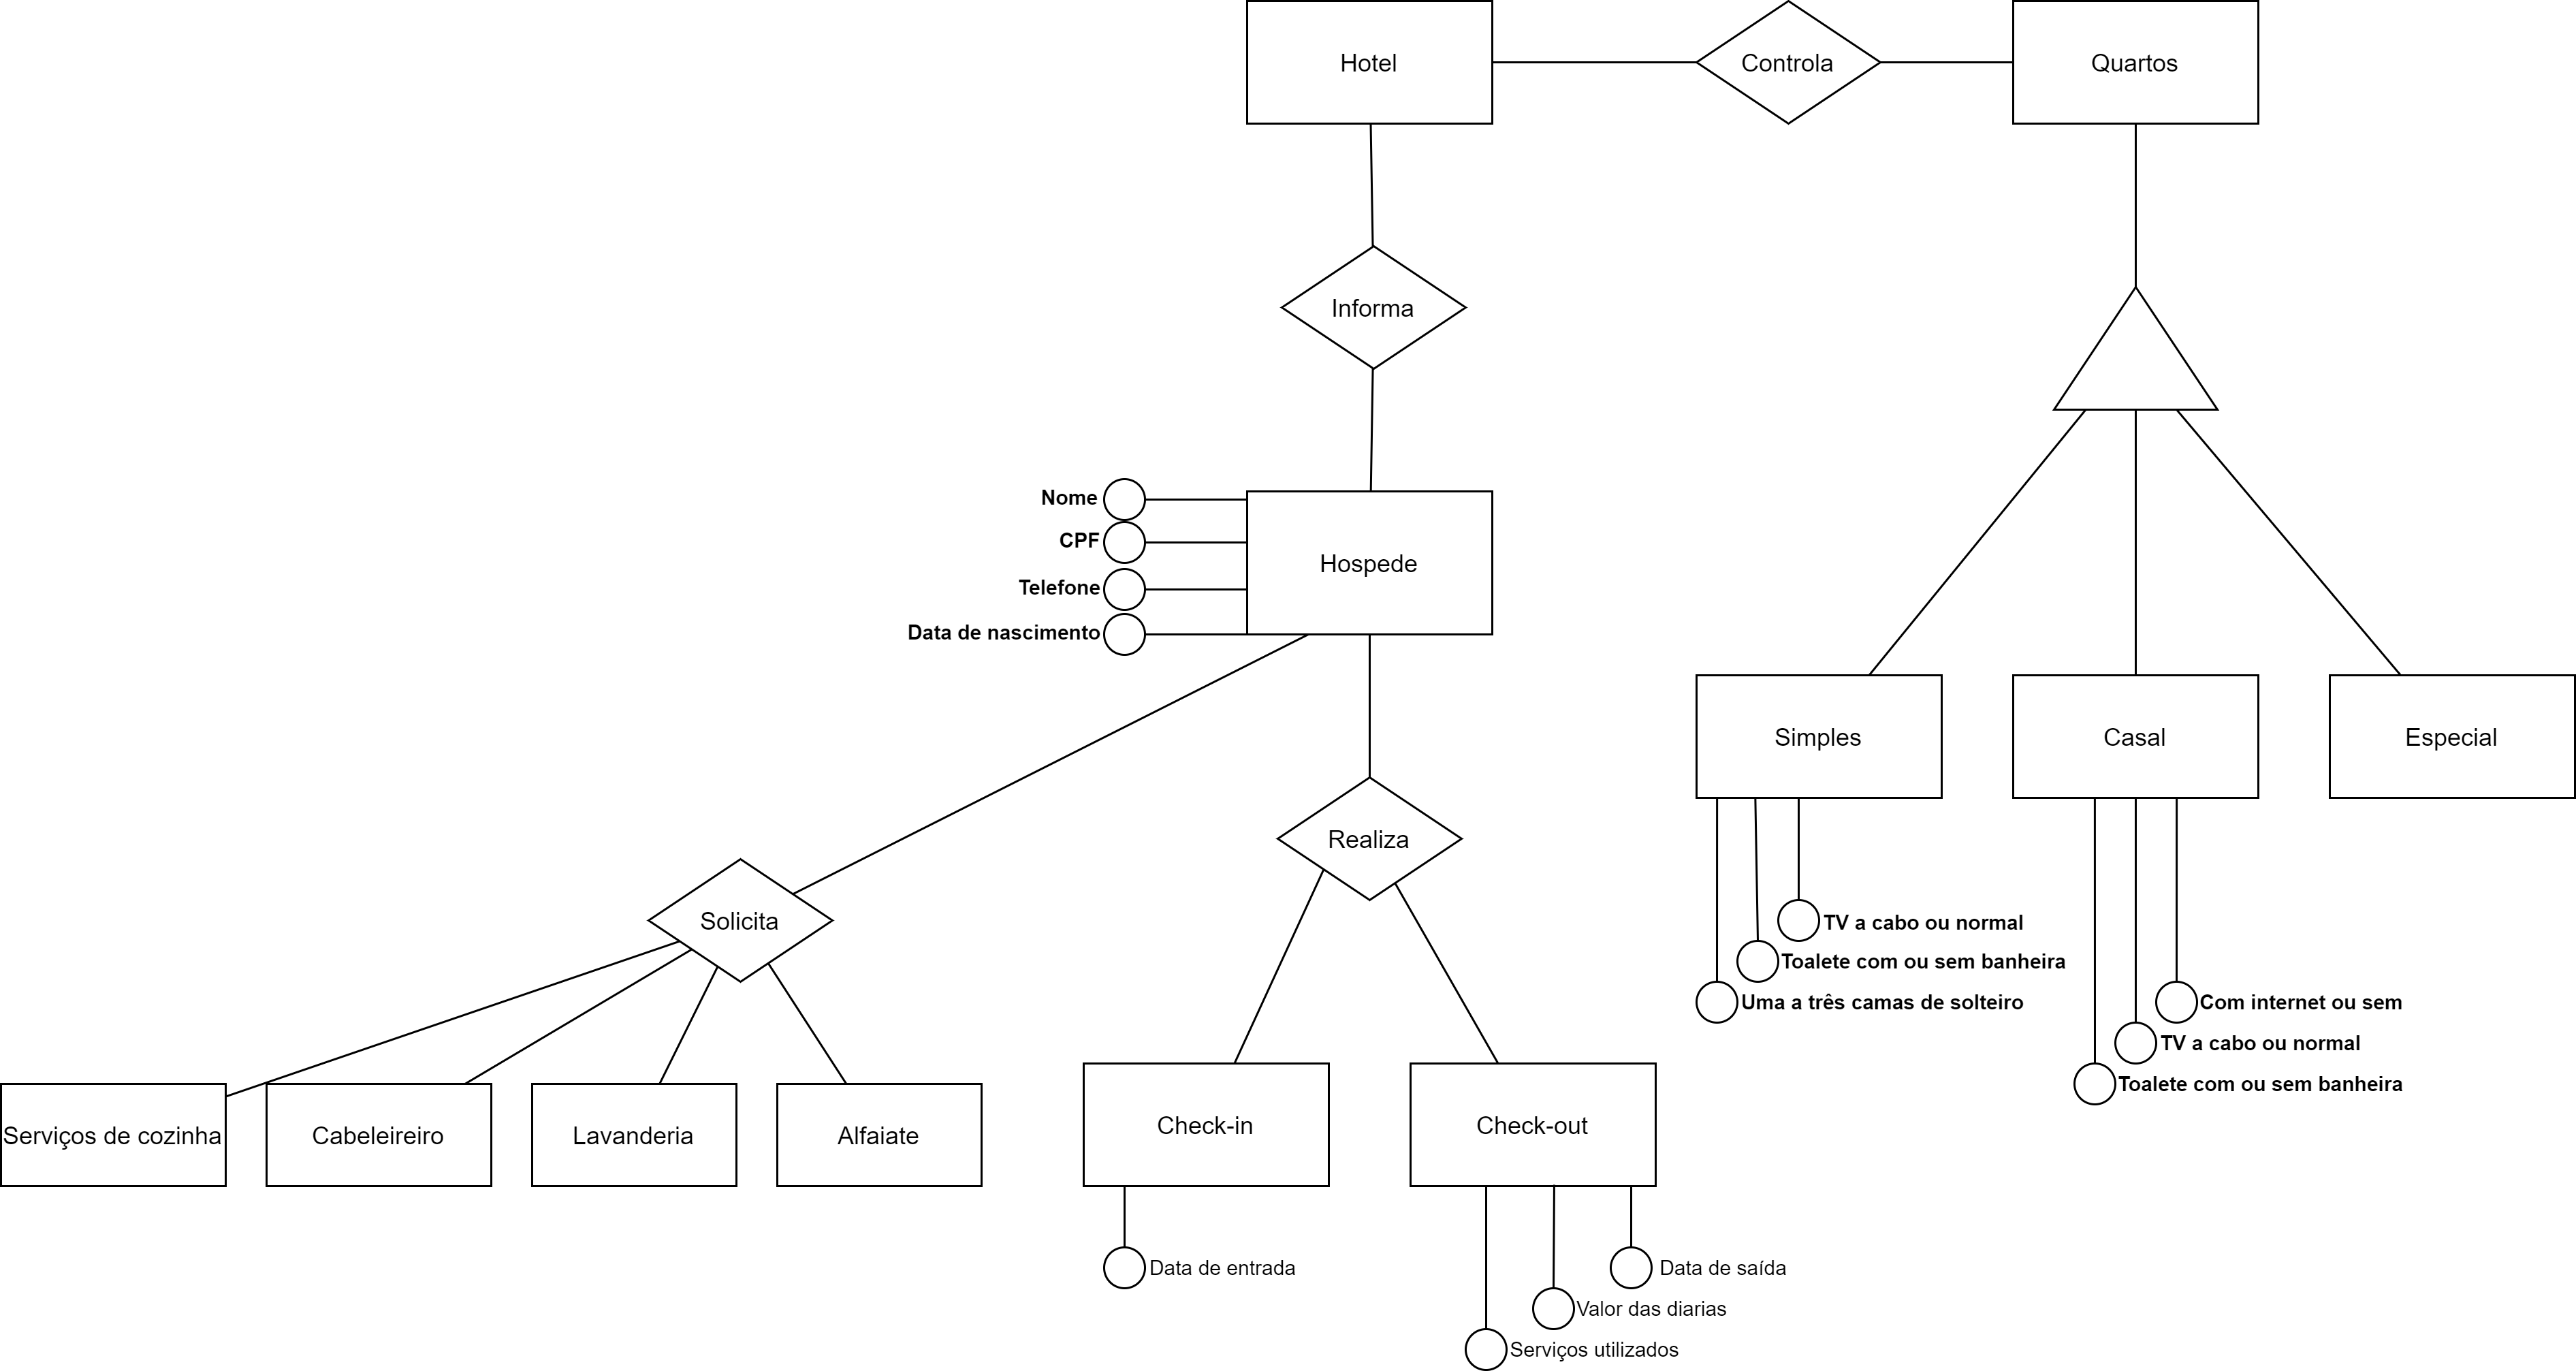 Hotel
Controla
Quartos
Informa
Nome
CPF
Telefone
Data de nascimento
Hospede
Simples
Casal
Especial
Realiza
Solicita
TV a cabo ou normal
Toalete com ou sem banheira
Uma a três camas de solteiro
Com internet ou sem
TV a cabo ou normal
Toalete com ou sem banheira
Serviços de cozinha
Cabeleireiro
Lavanderia
Alfaiate
Check-in
Check-out
Data de entrada
Data de saída
Valor das diarias
Serviços utilizados